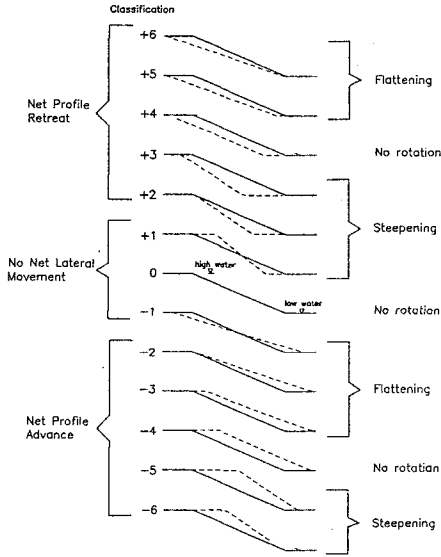 Classification
+6
+5
Flattening
Net Profile
Retreat
+4
No rotation
+3
+2
Steepening
+1
No Net Lateral
Movement
0
high water
low water
No rotation
−1
−2
Flattening
−3
Net Profile
Advance
−4
No rotation
−5
−6
Steepening